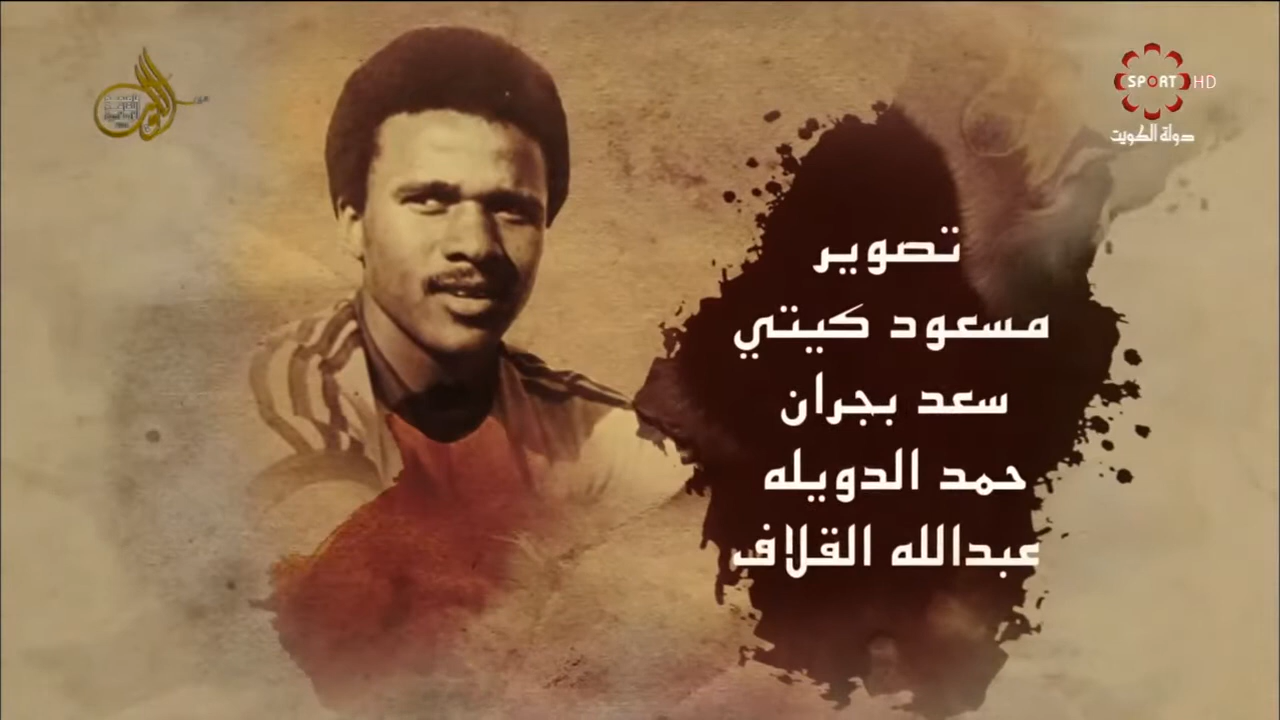 SPORT HD
دولة الكويت
تصوير
مسعود كيتي
سعد بجران
حمد الدويله
عبدالله القلاف